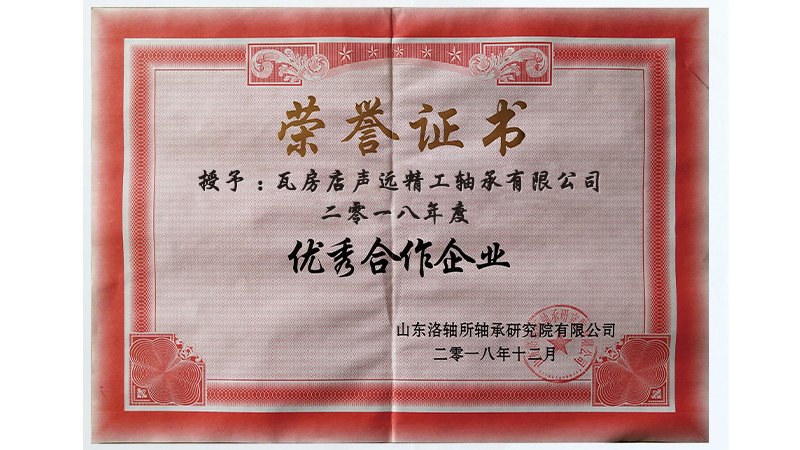 荣誉证书
授予：瓦房店声远精工轴承有限公司
二零一八年度
优秀合作企业
山东洛轴所轴承研究院有限公司
二零一八年十二月